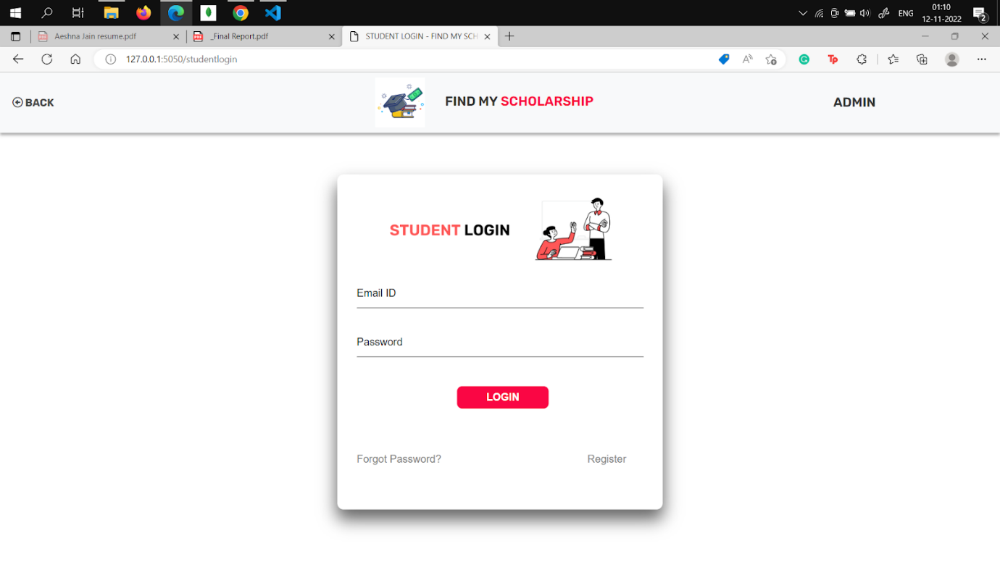 01:10
ENG
12-11-2022
2
Aeshna Jain resume.pdf
_Final Report.pdf
STUDENT LOGIN - FIND MY SCH
127.0.0.1:5050/studentlogin
BACK
FIND MY SCHOLARSHIP
ADMIN
STUDENT LOGIN
Email ID
Password
LOGIN
Forgot Password?
Register